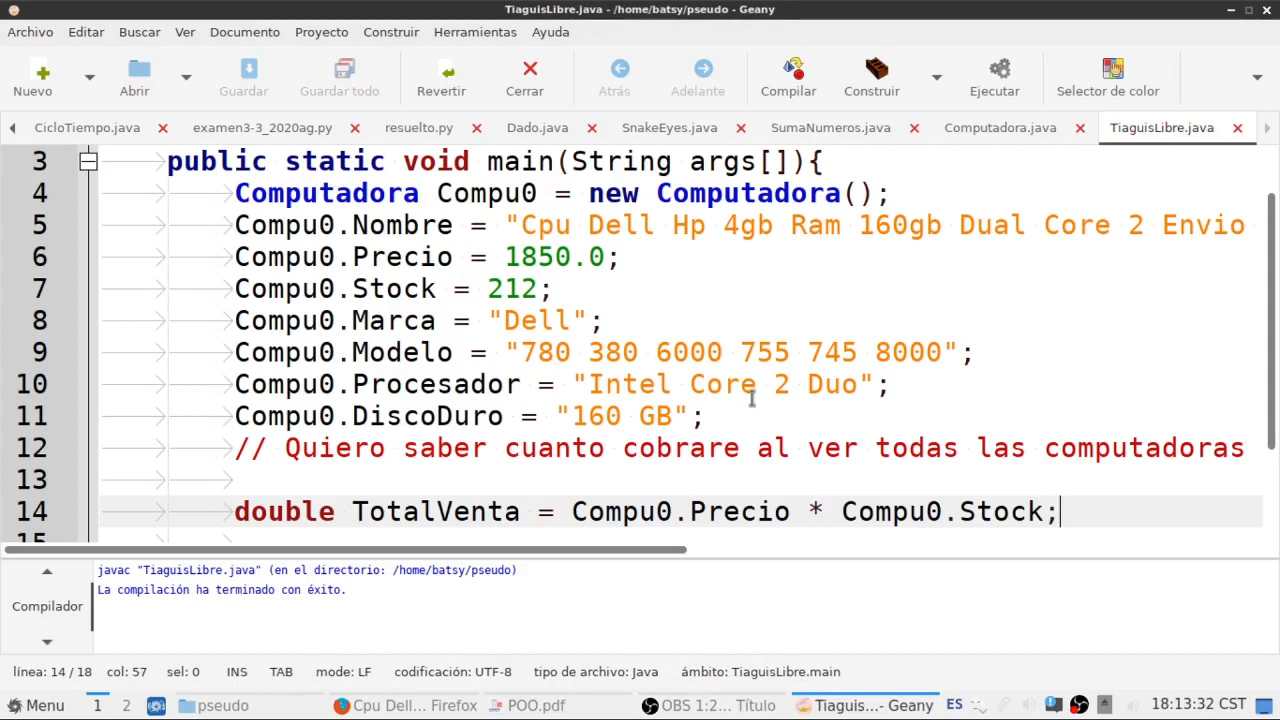 TiaguisLibre.java - /home/batsy/pseudo - Geany
Archivo Editar Buscar Ver Documento Proyecto Construir Herramientas Ayuda
Nuevo Abrir Guardar Guardar todo Revertir Cerrar Atrás Adelante Compilar Construir Ejecutar Selector de color
CicloTiempo.java examen3-3_2020ag.py resuelto.py Dado.java SnakeEyes.java SumaNumeros.java Computadora.java TiaguisLibre.java
3 public static void main(String args[]){
4 Computadora Compu0 = new Computadora();
5 Compu0.Nombre = "Cpu Dell Hp 4gb Ram 160gb Dual Core 2 Envio
6 Compu0.Precio = 1850.0;
7 Compu0.Stock = 212;
8 Compu0.Marca = "Dell";
9 Compu0.Modelo = "780 380 6000 755 745 8000";
10 Compu0.Procesador = "Intel Core 2 Duo";
11 Compu0.DiscoDuro = "160 GB";
12 // Quiero saber cuanto cobrare al ver todas las computadoras
13
14 double TotalVenta = Compu0.Precio * Compu0.Stock;
15
javac "TiaguisLibre.java" (en el directorio: /home/batsy/pseudo)
La compilación ha terminado con éxito.
Compilador
línea: 14 / 18 col: 57 sel: 0 INS TAB mode: LF codificación: UTF-8 tipo de archivo: Java ámbito: TiaguisLibre.main
Menu 1 2 pseudo Cpu Dell... Firefox POO.pdf OBS 1:2... Título Tiaguis...- Geany ES 18:13:32 CST